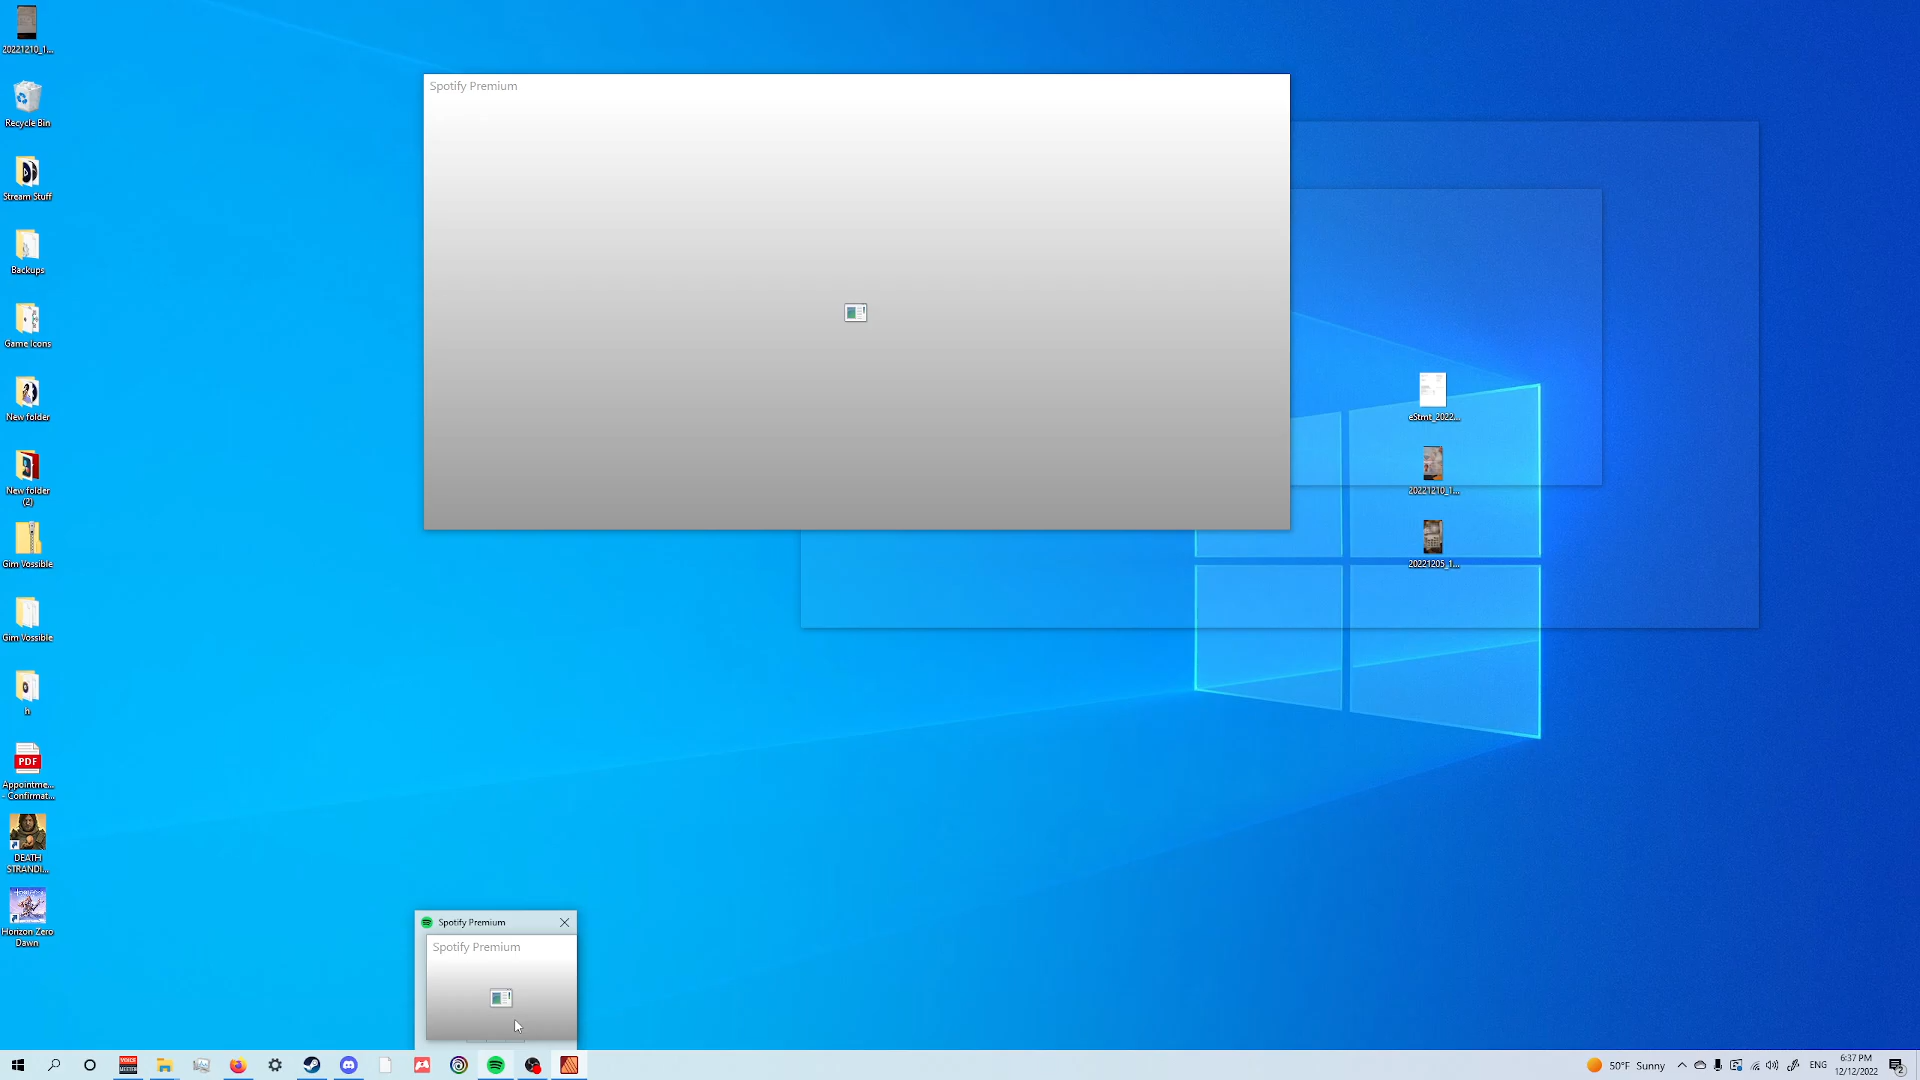 20221210_1...
Recycle Bin
Stream Stuff
Backups
Game Icons
New folder
New folder
(2)
Gim Vossible
Gim Vossible
h
PDF
Appointme...
- Confirmat...
DEATH
STRANDI...
Horizon Zero
Dawn
Spotify Premium
eStmt_2022...
20221210_1...
20221205_1...
Spotify Premium
Spotify Premium
50°F Sunny
ENG
6:37 PM
12/12/2022
2